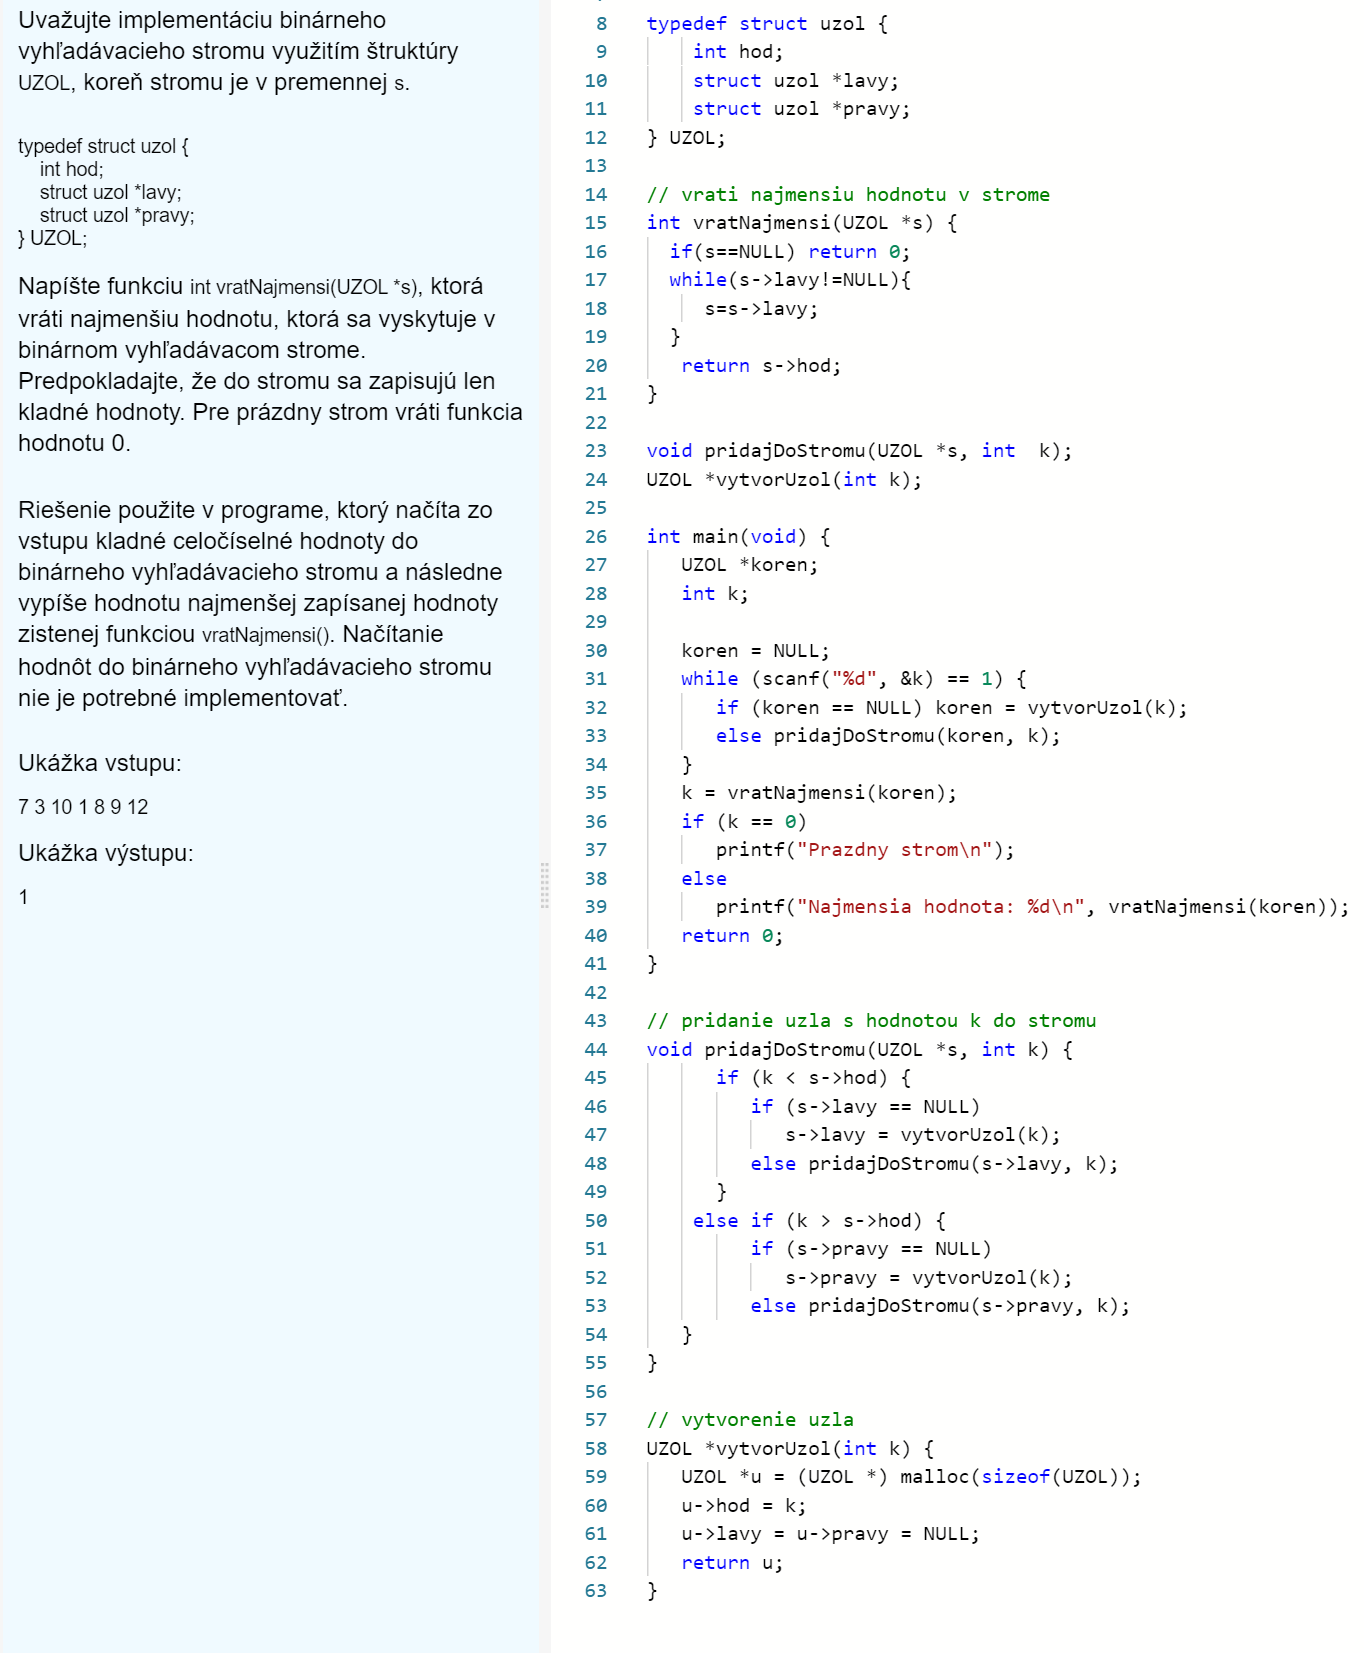 Uvažujte implementáciu binárneho
vyhľadávacieho stromu využitím štruktúry
UZOL, koreň stromu je v premennej s.
typedef struct uzol {
int hod;
struct uzol *lavy;
struct uzol *pravy;
} UZOL;
Napíšte funkciu int vratNajmensi(UZOL *s), ktorá
vráti najmenšiu hodnotu, ktorá sa vyskytuje v
binárnom vyhľadávacom strome.
Predpokladajte, že do stromu sa zapisujú len
kladné hodnoty. Pre prázdny strom vráti funkcia
hodnotu 0.
Riešenie použite v programe, ktorý načíta zo
vstupu kladné celočíselné hodnoty do
binárneho vyhľadávacieho stromu a následne
vypíše hodnotu najmenšej zapísanej hodnoty
zistenej funkciou vratNajmensi(). Načítanie
hodnôt do binárneho vyhľadávacieho stromu
nie je potrebné implementovať.
Ukážka vstupu:
7 3 10 1 8 9 12
Ukážka výstupu:
1
8 typedef struct uzol {
9 int hod;
10 struct uzol *lavy;
11 struct uzol *pravy;
12 } UZOL;
13
14 // vrati najmensiu hodnotu v strome
15 int vratNajmensi(UZOL *s) {
16 if(s==NULL) return 0;
17 while(s->lavy!=NULL){
18 s=s->lavy;
19 }
20 return s->hod;
21 }
22
23 void pridajDoStromu(UZOL *s, int  k);
24 UZOL *vytvorUzol(int k);
25
26 int main(void) {
27 UZOL *koren;
28 int k;
29
30 koren = NULL;
31 while (scanf("%d", &k) == 1) {
32 if (koren == NULL) koren = vytvorUzol(k);
33 else pridajDoStromu(koren, k);
34 }
35 k = vratNajmensi(koren);
36 if (k == 0)
37 printf("Prazdny strom\n");
38 else
39 printf("Najmensia hodnota: %d\n", vratNajmensi(koren));
40 return 0;
41 }
42
43 // pridanie uzla s hodnotou k do stromu
44 void pridajDoStromu(UZOL *s, int k) {
45 if (k < s->hod) {
46 if (s->lavy == NULL)
47 s->lavy = vytvorUzol(k);
48 else pridajDoStromu(s->lavy, k);
49 }
50 else if (k > s->hod) {
51 if (s->pravy == NULL)
52 s->pravy = vytvorUzol(k);
53 else pridajDoStromu(s->pravy, k);
54 }
55 }
56
57 // vytvorenie uzla
58 UZOL *vytvorUzol(int k) {
59 UZOL *u = (UZOL *) malloc(sizeof(UZOL));
60 u->hod = k;
61 u->lavy = u->pravy = NULL;
62 return u;
63 }